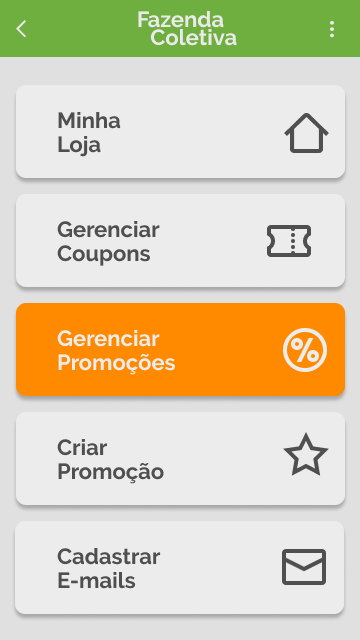 Fazenda
Coletiva
Minha
Loja
Gerenciar
Coupons
Gerenciar
Promoções
Criar
Promoção
Cadastrar
E-mails